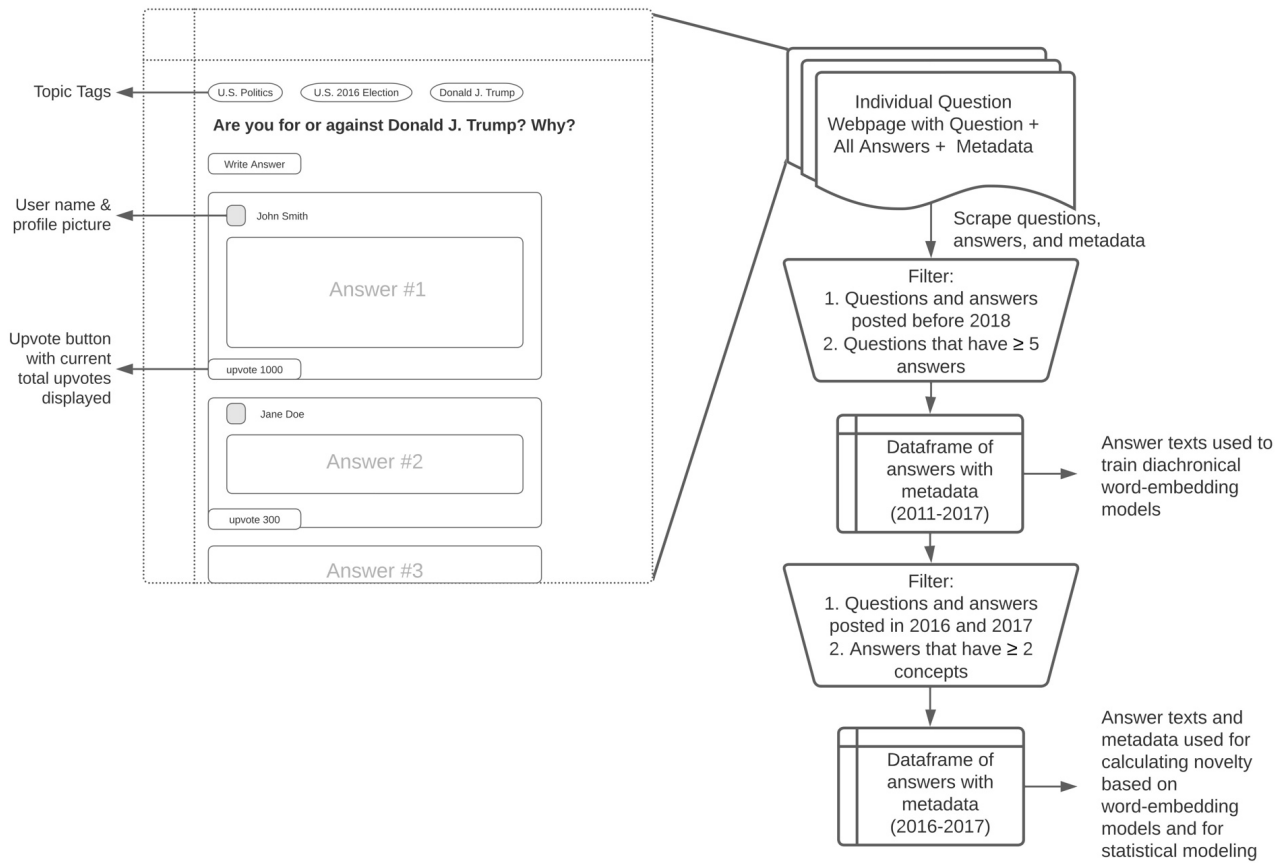 Topic Tags
U.S. Politics
U.S. 2016 Election
Donald J. Trump
Are you for or against Donald J. Trump? Why?
Write Answer
User name &
profile picture
John Smith
Answer #1
Upvote button
with current
total upvotes
displayed
upvote 1000
Jane Doe
Answer #2
upvote 300
Answer #3
Individual Question
Webpage with Question +
All Answers + Metadata
Scrape questions,
answers, and metadata
Filter:
1. Questions and answers
posted before 2018
2. Questions that have ≥ 5
answers
Dataframe of
answers with
metadata
(2011-2017)
Answer texts used to
train diachronical
word-embedding
models
Filter:
1. Questions and answers
posted in 2016 and 2017
2. Answers that have ≥ 2
concepts
Dataframe of
answers with
metadata
(2016-2017)
Answer texts and
metadata used for
calculating novelty
based on
word-embedding
models and for
statistical modeling